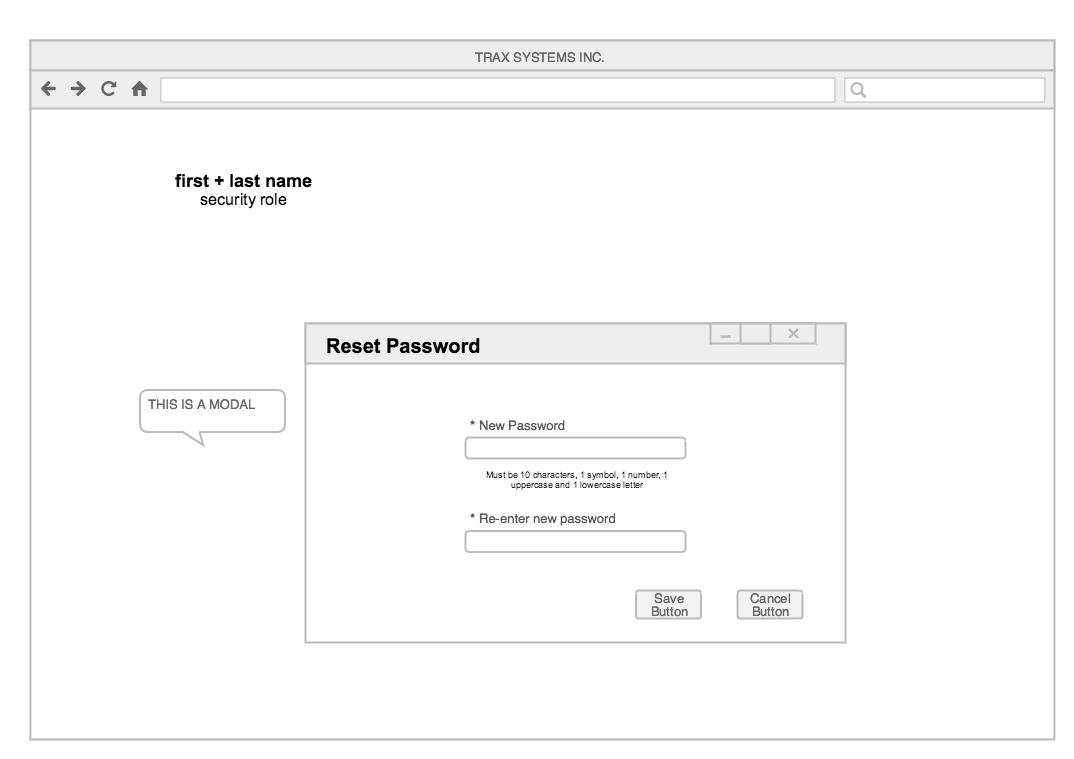 TRAX SYSTEMS INC.
first + last name
security role
Reset Password
THIS IS A MODAL
* New Password
Must be 10 characters, 1 symbol, 1 number, 1
uppercase and 1 lowercase letter
* Re-enter new password
Save
Button
Cancel
Button